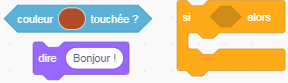 couleur touchée ?
si alors
dire Bonjour !